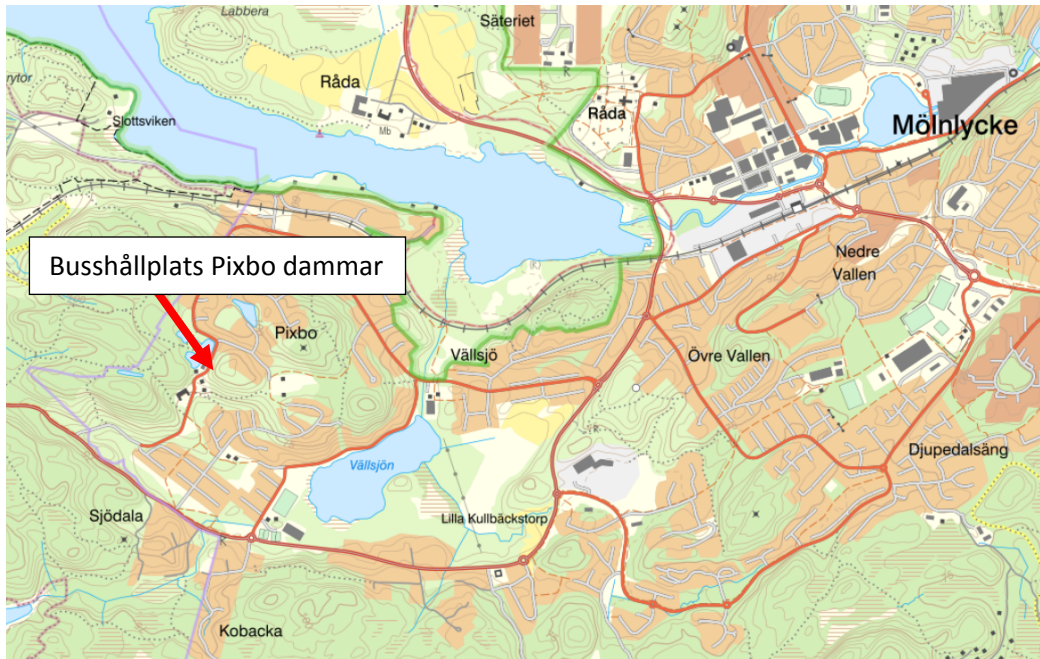 Labbera
Säteriet
rytor
Råda
Slottsviken
Mb
Råda
Mölnlycke
Busshållplats Pixbo dammar
Nedre
Vallen
Pixbo
Vällsjö
Övre Vallen
Vällsjön
Djupedalsäng
Sjödala
Lilla Kullbäckstorp
Kobacka